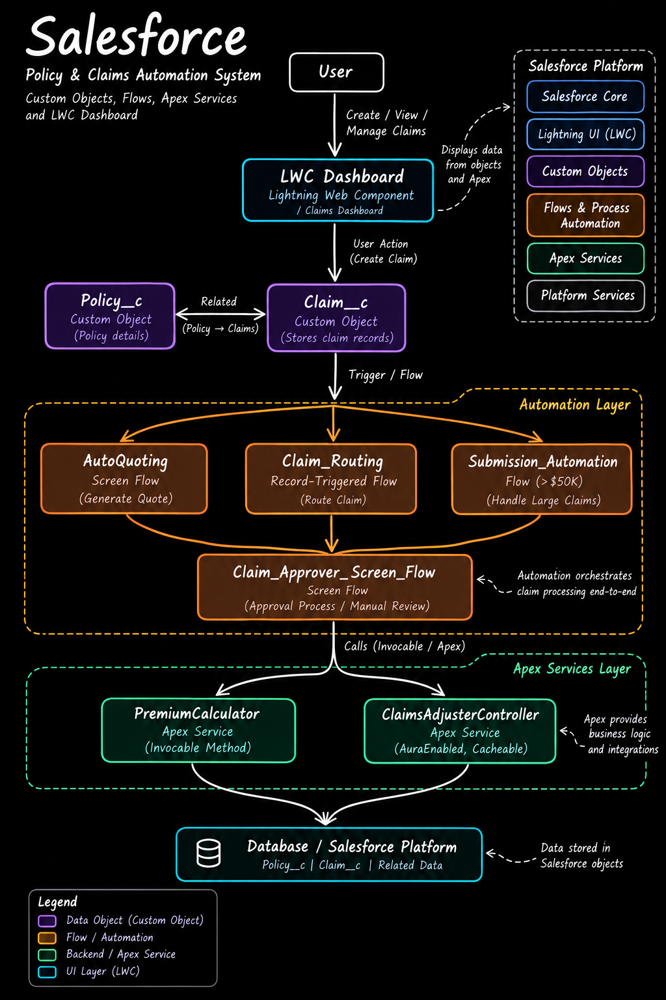 Salesforce
Policy & Claims Automation System
Custom Objects, Flows, Apex Services
and LWC Dashboard
User
Create / View /
Manage Claims
LWC Dashboard
Lightning Web Component
/ Claims Dashboard
Displays data
from objects
and Apex
Salesforce Platform
Salesforce Core
Lightning UI (LWC)
Custom Objects
Flows & Process
Automation
Apex Services
Platform Services
User Action
(Create Claim)
Policy__c
Custom Object
(Policy details)
Related
(Policy → Claims)
Claim__c
Custom Object
(Stores claim records)
Trigger / Flow
Automation Layer
AutoQuoting
Screen Flow
(Generate Quote)
Claim_Routing
Record-Triggered Flow
(Route Claim)
Submission_Automation
Flow (> $50K)
(Handle Large Claims)
Claim_Approver_Screen_Flow
Screen Flow
(Approval Process / Manual Review)
Automation orchestrates
claim processing end-to-end
Calls (Invocable / Apex)
Apex Services Layer
PremiumCalculator
Apex Service
(Invocable Method)
ClaimsAdjusterController
Apex Service
(AuraEnabled, Cacheable)
Apex provides
business logic
and integrations
Database / Salesforce Platform
Policy__c | Claim__c | Related Data
Data stored in
Salesforce objects
Legend
Data Object (Custom Object)
Flow / Automation
Backend / Apex Service
UI Layer (LWC)